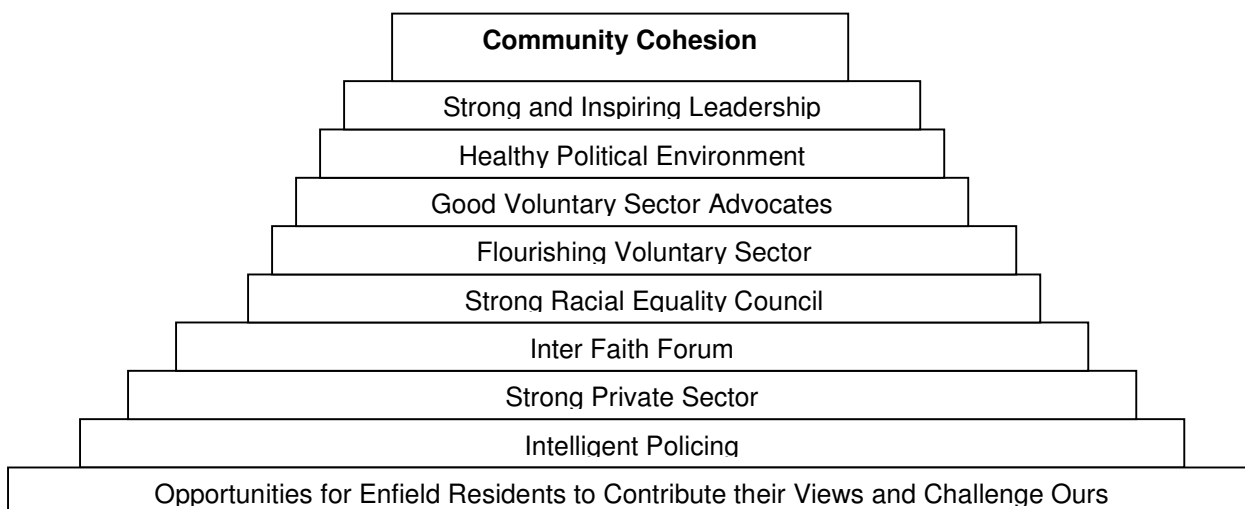 Community Cohesion
Strong and Inspiring Leadership
Healthy Political Environment
Good Voluntary Sector Advocates
Flourishing Voluntary Sector
Strong Racial Equality Council
Inter Faith Forum
Strong Private Sector
Intelligent Policing
Opportunities for Enfield Residents to Contribute their Views and Challenge Ours